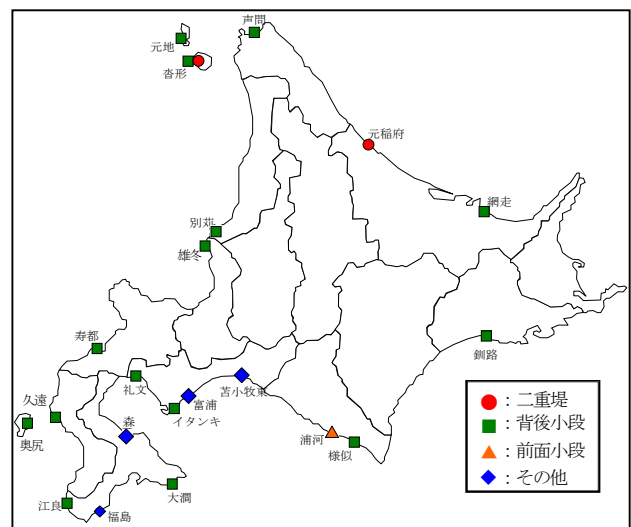 声問
元地
沓形
元稲府
網走
別苅
雄冬
寿都
釧路
礼文
苫小牧東
富浦
イタンキ
久遠
奥尻
森
浦河
様似
大澗
江良
福島
：二重堤
：背後小段
：前面小段
：その他